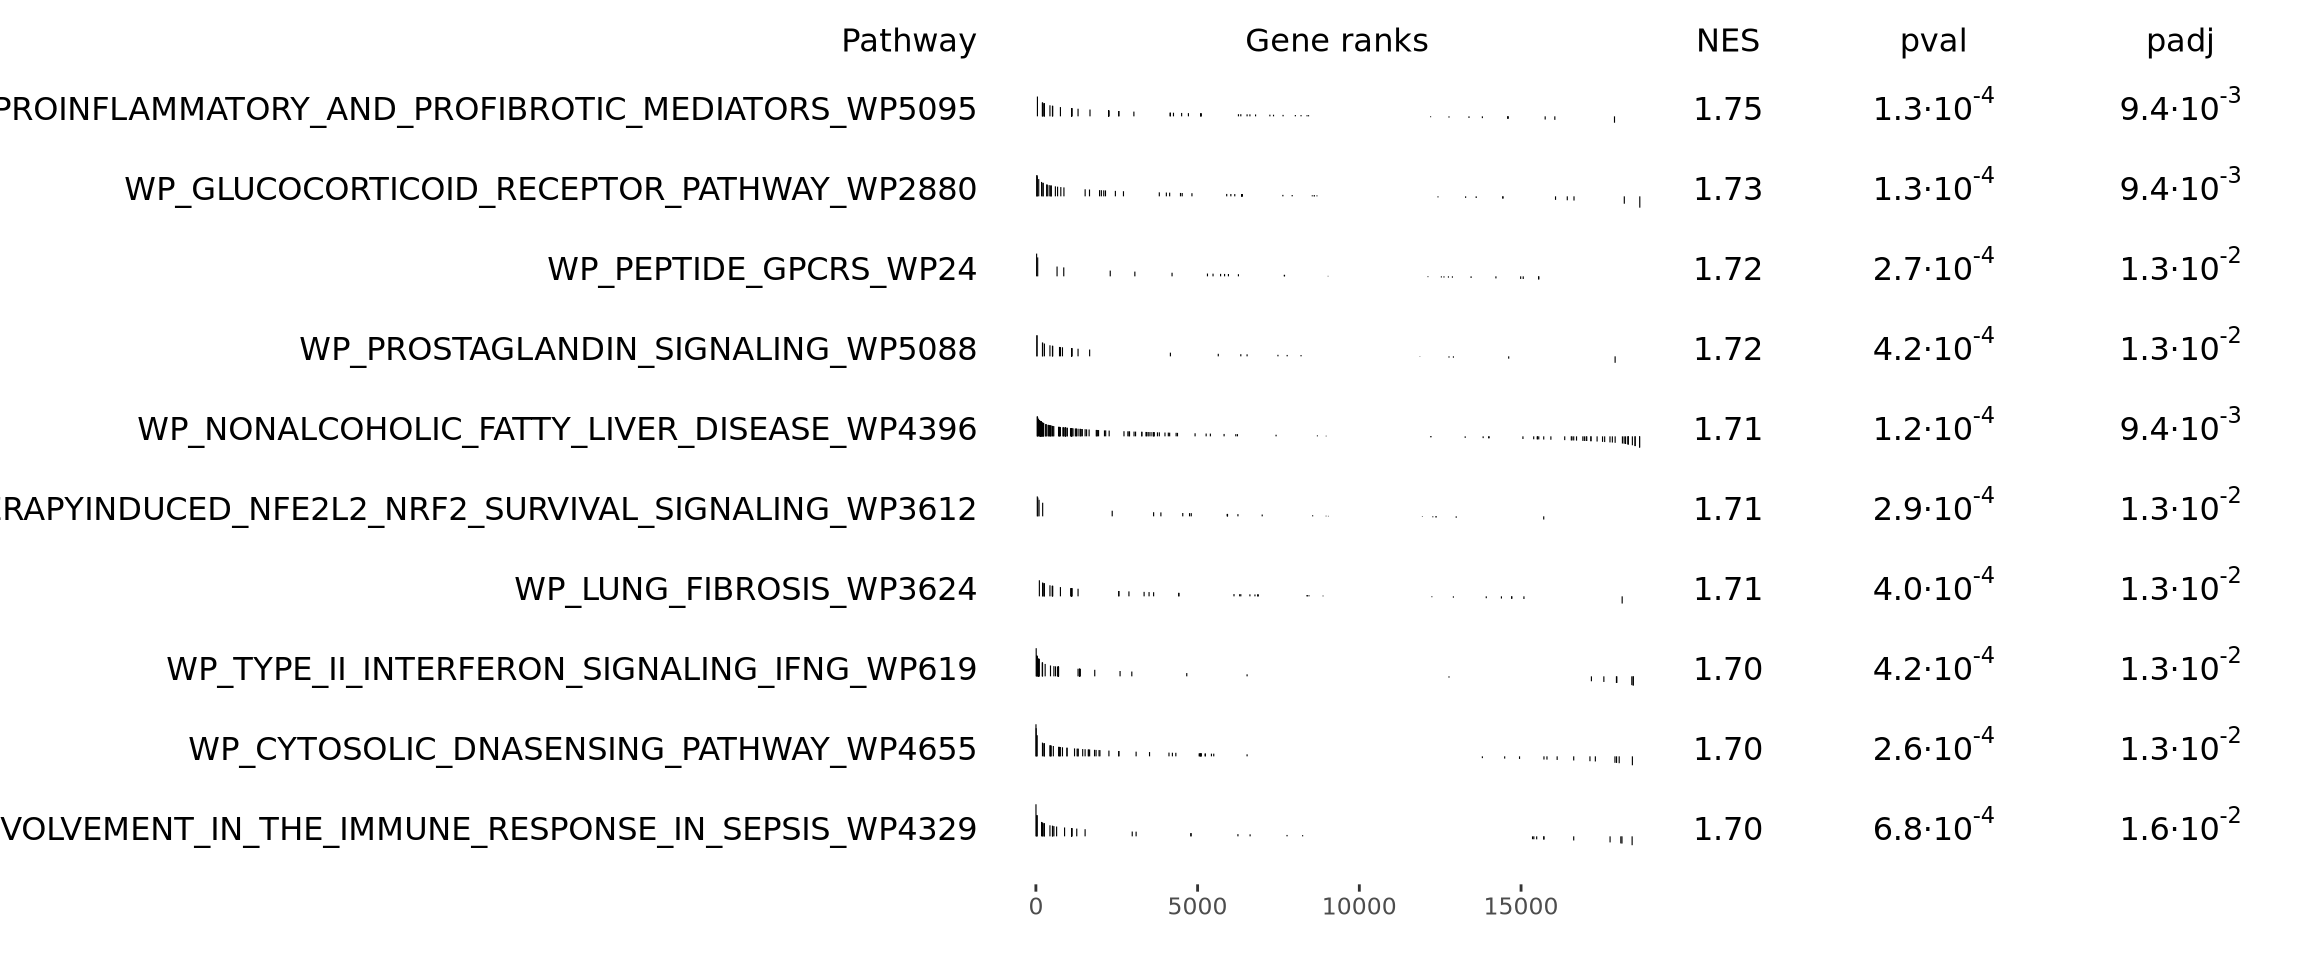 Pathway Gene ranks NES pval padj
PROINFLAMMATORY_AND_PROFIBROTIC_MEDIATORS_WP5095 1.75 1.3·10-4 9.4·10-3
WP_GLUCOCORTICOID_RECEPTOR_PATHWAY_WP2880 1.73 1.3·10-4 9.4·10-3
WP_PEPTIDE_GPCRS_WP24 1.72 2.7·10-4 1.3·10-2
WP_PROSTAGLANDIN_SIGNALING_WP5088 1.72 4.2·10-4 1.3·10-2
WP_NONALCOHOLIC_FATTY_LIVER_DISEASE_WP4396 1.71 1.2·10-4 9.4·10-3
RAPYINDUCED_NFE2L2_NRF2_SURVIVAL_SIGNALING_WP3612 1.71 2.9·10-4 1.3·10-2
WP_LUNG_FIBROSIS_WP3624 1.71 4.0·10-4 1.3·10-2
WP_TYPE_II_INTERFERON_SIGNALING_IFNG_WP619 1.70 4.2·10-4 1.3·10-2
WP_CYTOSOLIC_DNASENSING_PATHWAY_WP4655 1.70 2.6·10-4 1.3·10-2
VOLVEMENT_IN_THE_IMMUNE_RESPONSE_IN_SEPSIS_WP4329 1.70 6.8·10-4 1.6·10-2
0 5000 10000 15000